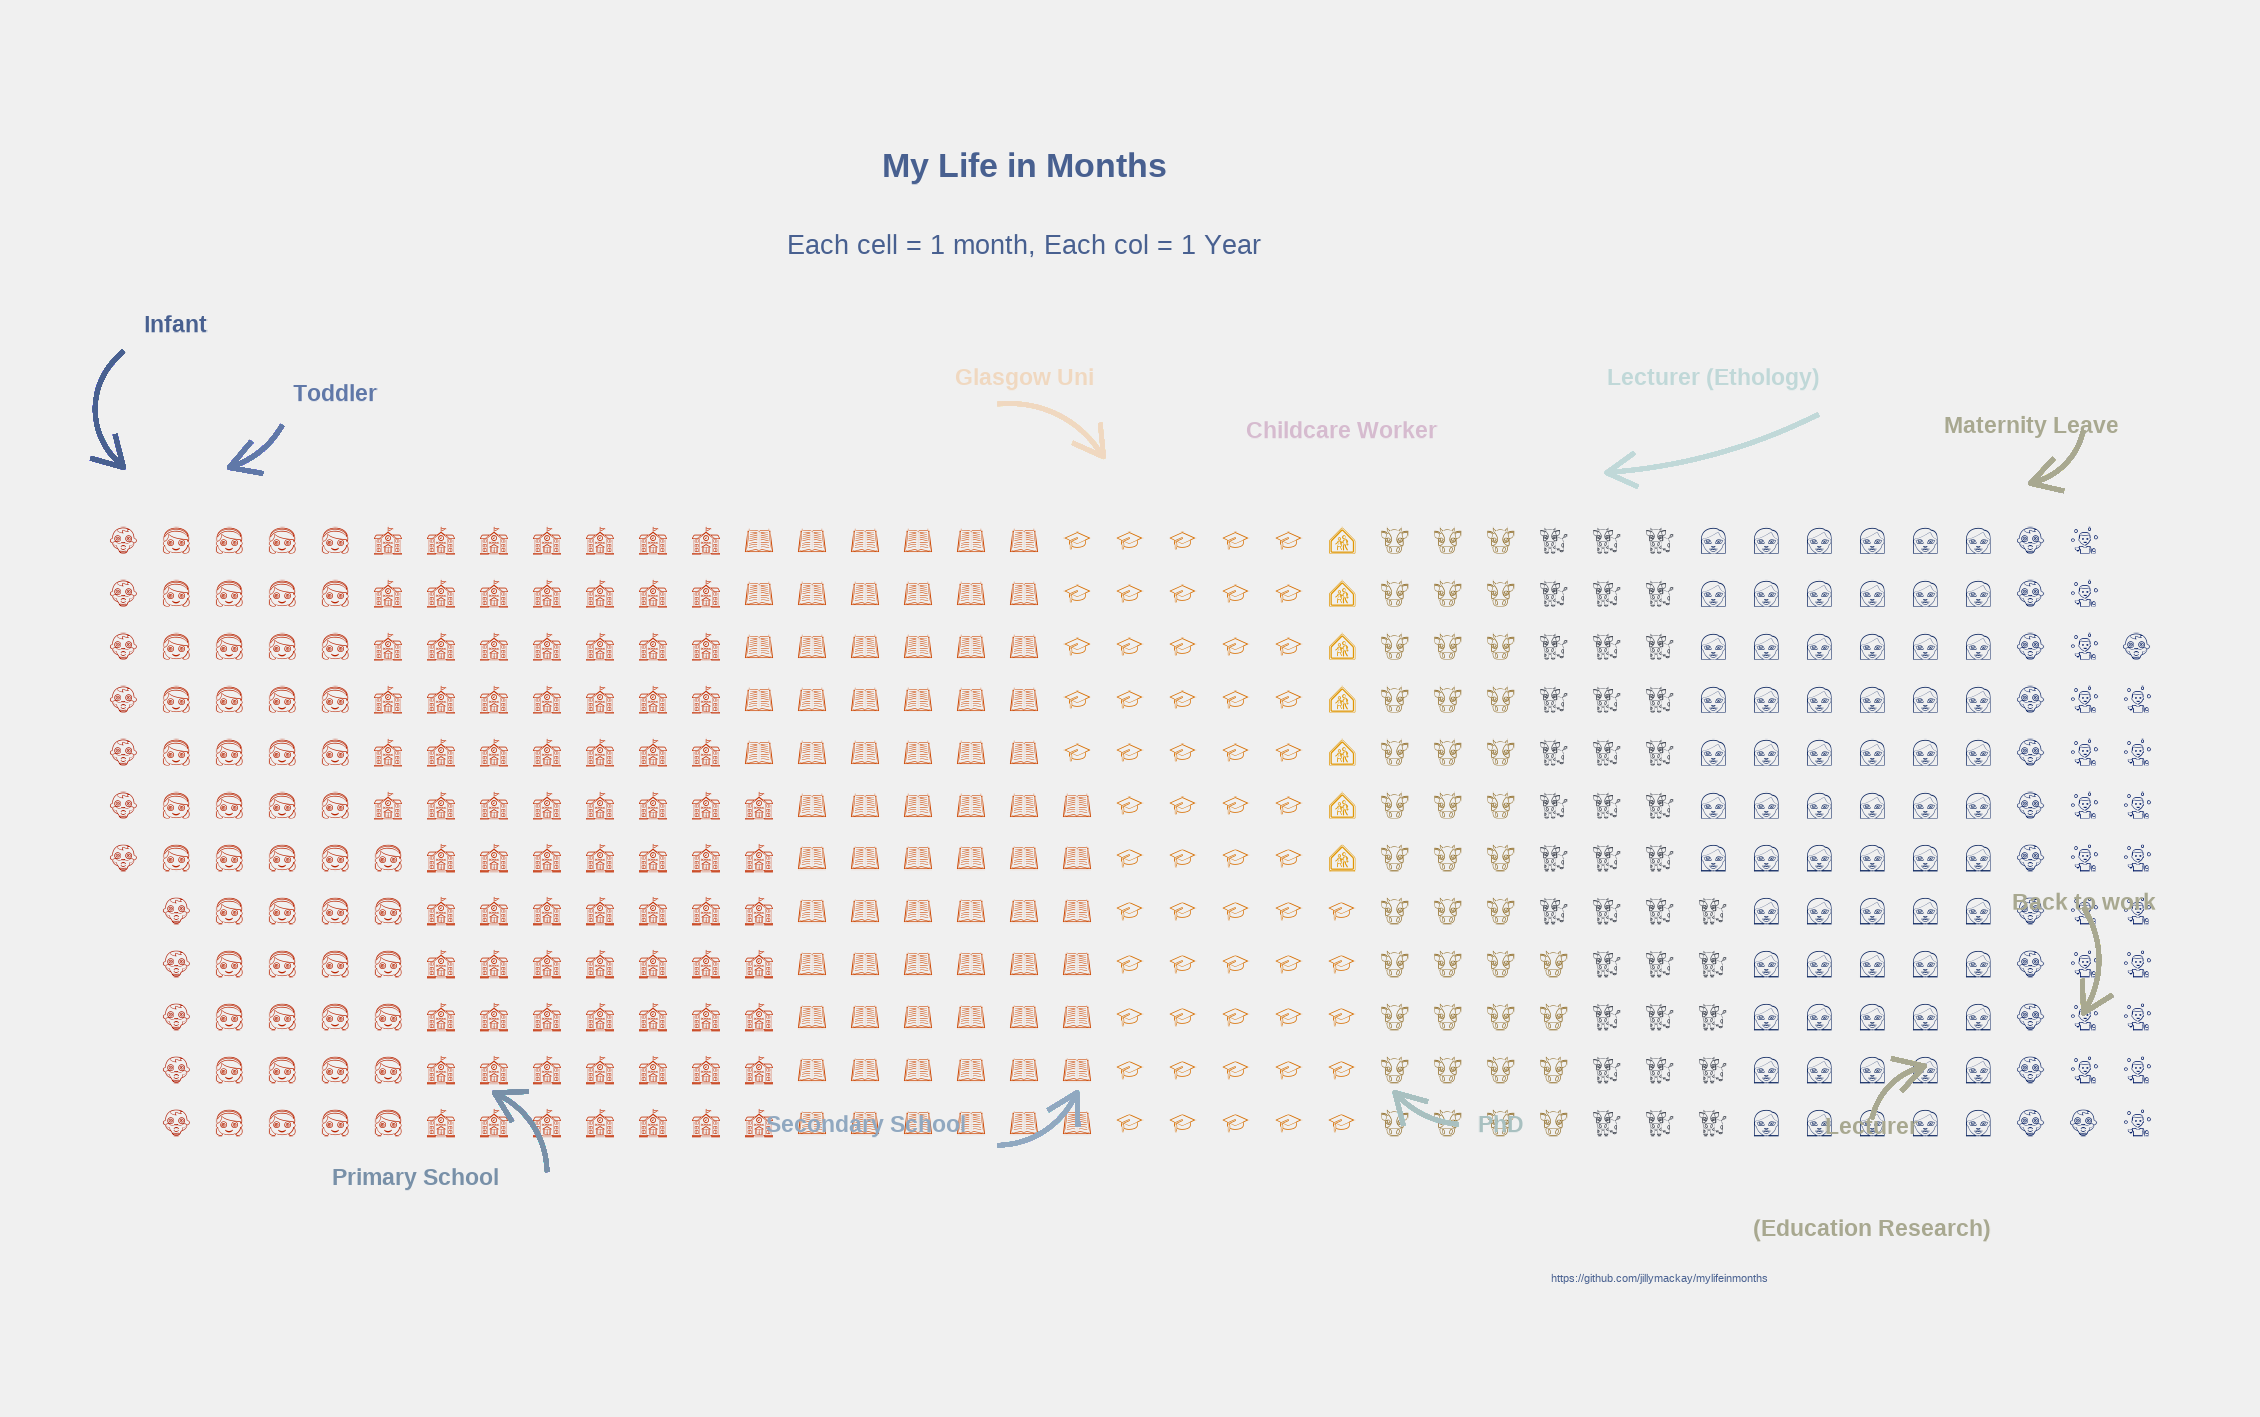 My Life in Months
Each cell = 1 month, Each col = 1 Year
Infant
Toddler
Glasgow Uni
Childcare Worker
Lecturer (Ethology)
Maternity Leave
Back to work
Primary School
Secondary School
PhD
Lecturer
(Education Research)
https://github.com/jillymackay/mylifeinmonths